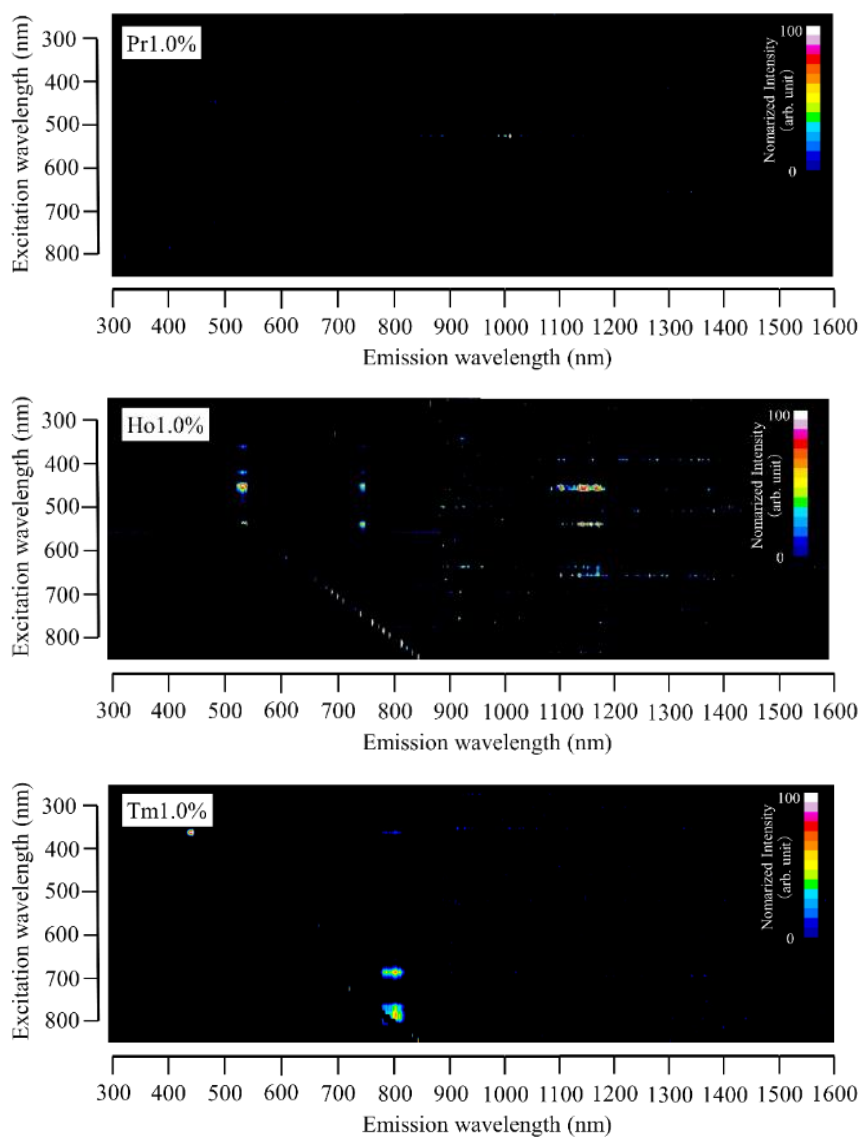 Pr1.0%
Excitation wavelength (nm)
300
400
500
600
700
800
100
Nomarized Intensity
(arb. unit)
0
300 400 500 600 700 800 900 1000 1100 1200 1300 1400 1500 1600
Emission wavelength (nm)
Ho1.0%
Excitation wavelength (nm)
300
400
500
600
700
800
100
Nomarized Intensity
(arb. unit)
0
300 400 500 600 700 800 900 1000 1100 1200 1300 1400 1500 1600
Emission wavelength (nm)
Tm1.0%
Excitation wavelength (nm)
300
400
500
600
700
800
100
Nomarized Intensity
(arb. unit)
0
300 400 500 600 700 800 900 1000 1100 1200 1300 1400 1500 1600
Emission wavelength (nm)